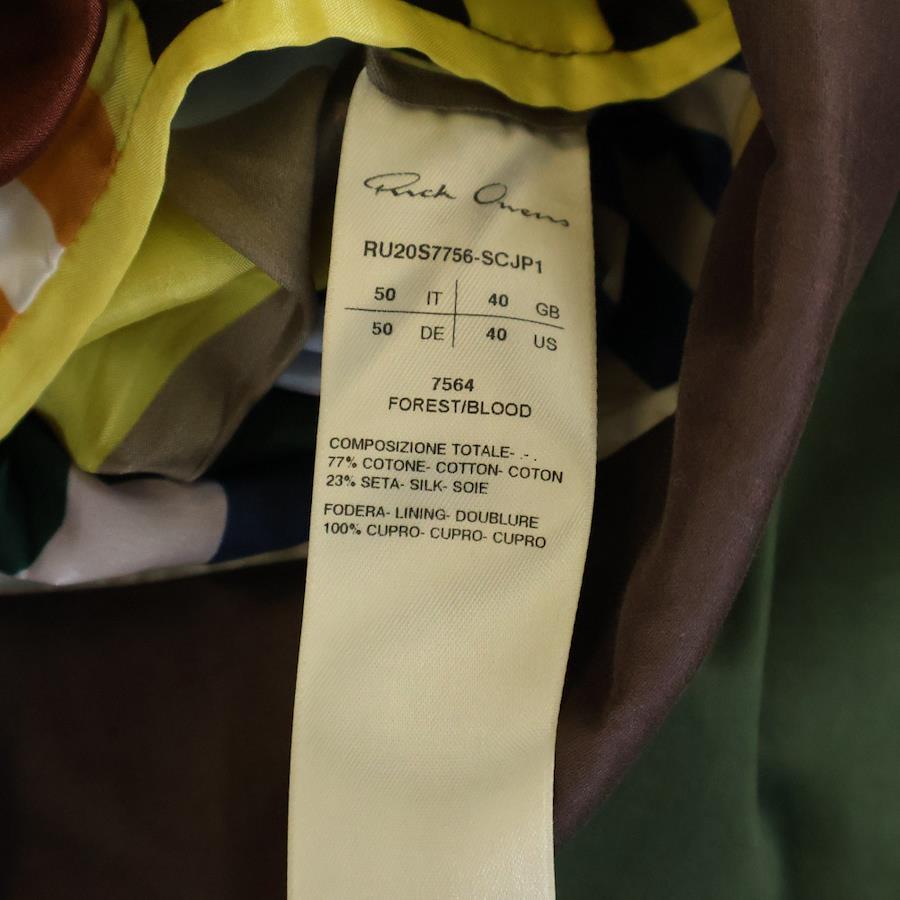 Rick Owens
RU20S7756-SCJP1
50 IT 40 GB
50 DE 40 US
7564
FOREST/BLOOD
COMPOSIZIONE TOTALE- .- .
77% COTONE- COTTON- COTON
23% SETA- SILK- SOIE
FODERA- LINING- DOUBLURE
100% CUPRO- CUPRO- CUPRO